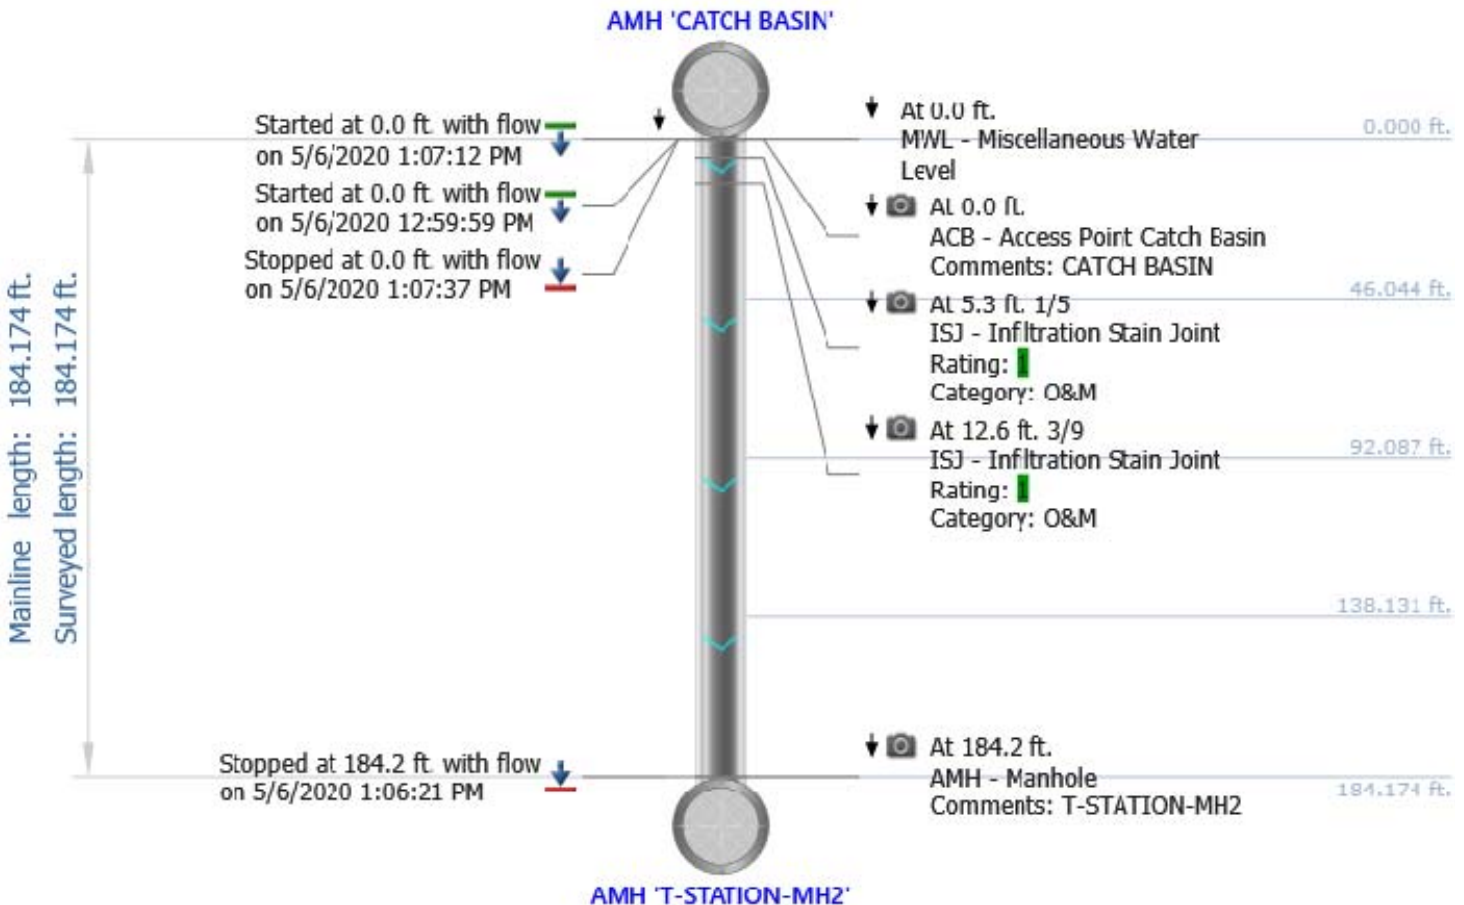 AMH 'CATCH BASIN'
Started at 0.0 ft. with flow
on 5/6/2020 1:07:12 PM
Started at 0.0 ft. with flow
on 5/6/2020 12:59:59 PM
Stopped at 0.0 ft. with flow
on 5/6/2020 1:07:37 PM
Mainline length: 184.174 ft.
Surveyed length: 184.174 ft.
At 0.0 ft.
MWL - Miscellaneous Water
Level
0.000 ft.
At 0.0 ft.
ACB - Access Point Catch Basin
Comments: CATCH BASIN
46.044 ft.
At 5.3 ft. 1/5
ISJ - Infiltration Stain Joint
Rating: 1
Category: O&M
At 12.6 ft. 3/9
ISJ - Infiltration Stain Joint
Rating: 1
Category: O&M
92.087 ft.
138.131 ft.
Stopped at 184.2 ft. with flow
on 5/6/2020 1:06:21 PM
At 184.2 ft.
AMH - Manhole
Comments: T-STATION-MH2
184.174 ft.
AMH 'T-STATION-MH2'